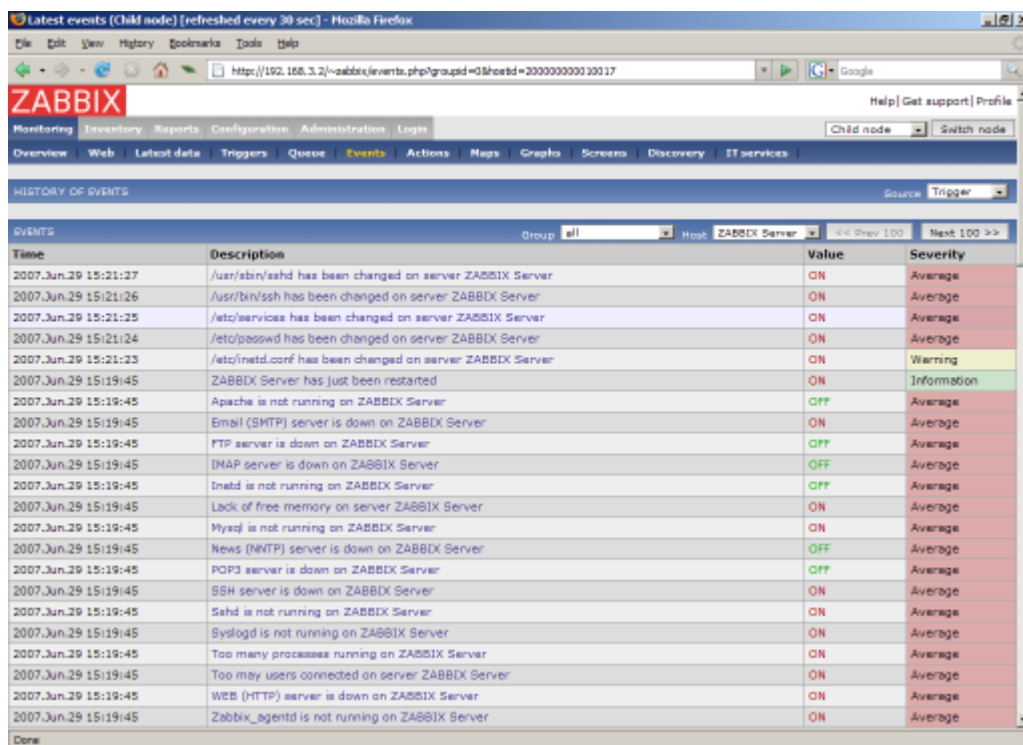 Latest events (Child node) [refreshed every 30 sec] - Mozilla Firefox
File Edit View History Bookmarks Tools Help
http://192.168.3.2/~zabbix/events.php?groupid=0&hostid=200000000010017 Google
ZABBIX Help | Get support | Profile
Monitoring Inventory Reports Configuration Administration Login Child node Switch node
Overview | Web | Latest data | Triggers | Queue | Events | Actions | Maps | Graphs | Screens | Discovery | IT services |
HISTORY OF EVENTS Source Trigger
EVENTS Group all Host ZABBIX Server << Prev 100 Next 100 >>
Time Description Value Severity
2007.Jun.29 15:21:27 /usr/sbin/sshd has been changed on server ZABBIX Server ON Average
2007.Jun.29 15:21:26 /usr/bin/ssh has been changed on server ZABBIX Server ON Average
2007.Jun.29 15:21:25 /etc/services has been changed on server ZABBIX Server ON Average
2007.Jun.29 15:21:24 /etc/passwd has been changed on server ZABBIX Server ON Average
2007.Jun.29 15:21:23 /etc/inetd.conf has been changed on server ZABBIX Server ON Warning
2007.Jun.29 15:19:45 ZABBIX Server has just been restarted ON Information
2007.Jun.29 15:19:45 Apache is not running on ZABBIX Server OFF Average
2007.Jun.29 15:19:45 Email (SMTP) server is down on ZABBIX Server ON Average
2007.Jun.29 15:19:45 FTP server is down on ZABBIX Server OFF Average
2007.Jun.29 15:19:45 IMAP server is down on ZABBIX Server OFF Average
2007.Jun.29 15:19:45 Inetd is not running on ZABBIX Server OFF Average
2007.Jun.29 15:19:45 Lack of free memory on server ZABBIX Server ON Average
2007.Jun.29 15:19:45 Mysql is not running on ZABBIX Server ON Average
2007.Jun.29 15:19:45 News (NNTP) server is down on ZABBIX Server OFF Average
2007.Jun.29 15:19:45 POP3 server is down on ZABBIX Server OFF Average
2007.Jun.29 15:19:45 SSH server is down on ZABBIX Server ON Average
2007.Jun.29 15:19:45 Sshd is not running on ZABBIX Server ON Average
2007.Jun.29 15:19:45 Syslogd is not running on ZABBIX Server ON Average
2007.Jun.29 15:19:45 Too many processes running on ZABBIX Server ON Average
2007.Jun.29 15:19:45 Too may users connected on server ZABBIX Server ON Average
2007.Jun.29 15:19:45 WEB (HTTP) server is down on ZABBIX Server ON Average
2007.Jun.29 15:19:45 Zabbix_agentd is not running on ZABBIX Server ON Average
Done